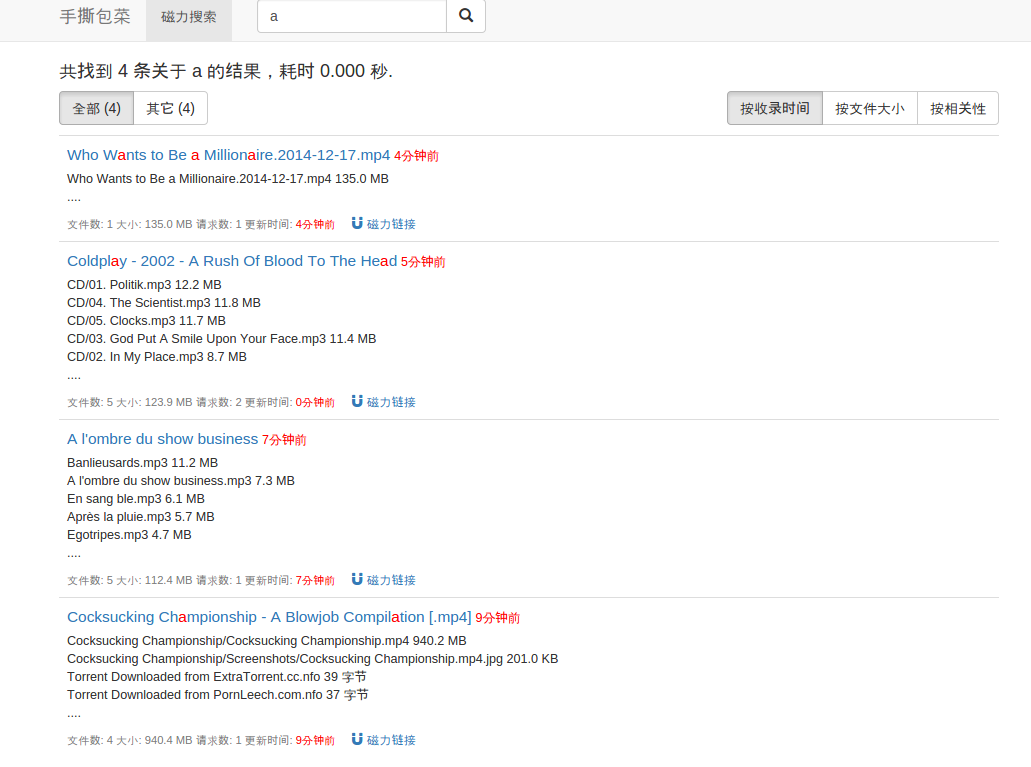 手撕包菜 磁力搜索 a
共找到 4 条关于 a 的结果，耗时 0.000 秒.
全部 (4) 其它 (4) 按收录时间 按文件大小 按相关性
Who Wants to Be a Millionaire.2014-12-17.mp4 4分钟前
Who Wants to Be a Millionaire.2014-12-17.mp4 135.0 MB
....
文件数: 1 大小: 135.0 MB 请求数: 1 更新时间: 4分钟前 磁力链接
Coldplay - 2002 - A Rush Of Blood To The Head 5分钟前
CD/01. Politik.mp3 12.2 MB
CD/04. The Scientist.mp3 11.8 MB
CD/05. Clocks.mp3 11.7 MB
CD/03. God Put A Smile Upon Your Face.mp3 11.4 MB
CD/02. In My Place.mp3 8.7 MB
....
文件数: 5 大小: 123.9 MB 请求数: 2 更新时间: 0分钟前 磁力链接
A l'ombre du show business 7分钟前
Banlieusards.mp3 11.2 MB
A l'ombre du show business.mp3 7.3 MB
En sang ble.mp3 6.1 MB
Après la pluie.mp3 5.7 MB
Egotripes.mp3 4.7 MB
....
文件数: 5 大小: 112.4 MB 请求数: 1 更新时间: 7分钟前 磁力链接
Cocksucking Championship - A Blowjob Compilation [.mp4] 9分钟前
Cocksucking Championship/Cocksucking Championship.mp4 940.2 MB
Cocksucking Championship/Screenshots/Cocksucking Championship.mp4.jpg 201.0 KB
Torrent Downloaded from ExtraTorrent.cc.nfo 39 字节
Torrent Downloaded from PornLeech.com.nfo 37 字节
....
文件数: 4 大小: 940.4 MB 请求数: 1 更新时间: 9分钟前 磁力链接